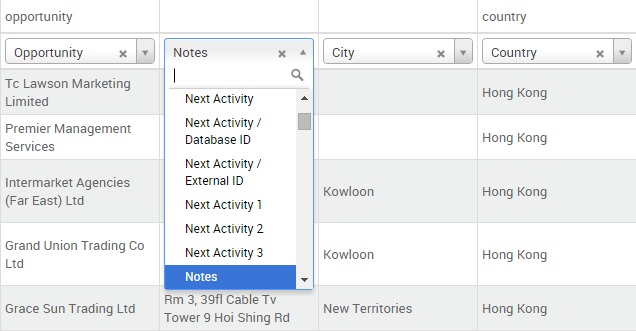 opportunity
country
Opportunity
Notes
City
Country
Next Activity
Next Activity /
Database ID
Next Activity /
External ID
Next Activity 1
Next Activity 2
Next Activity 3
Notes
Tc Lawson Marketing
Limited
Hong Kong
Premier Management
Services
Hong Kong
Intermarket Agencies
(Far East) Ltd
Kowloon
Hong Kong
Grand Union Trading Co
Ltd
Kowloon
Hong Kong
Grace Sun Trading Ltd
Rm 3, 39fl Cable Tv
Tower 9 Hoi Shing Rd
New Territories
Hong Kong